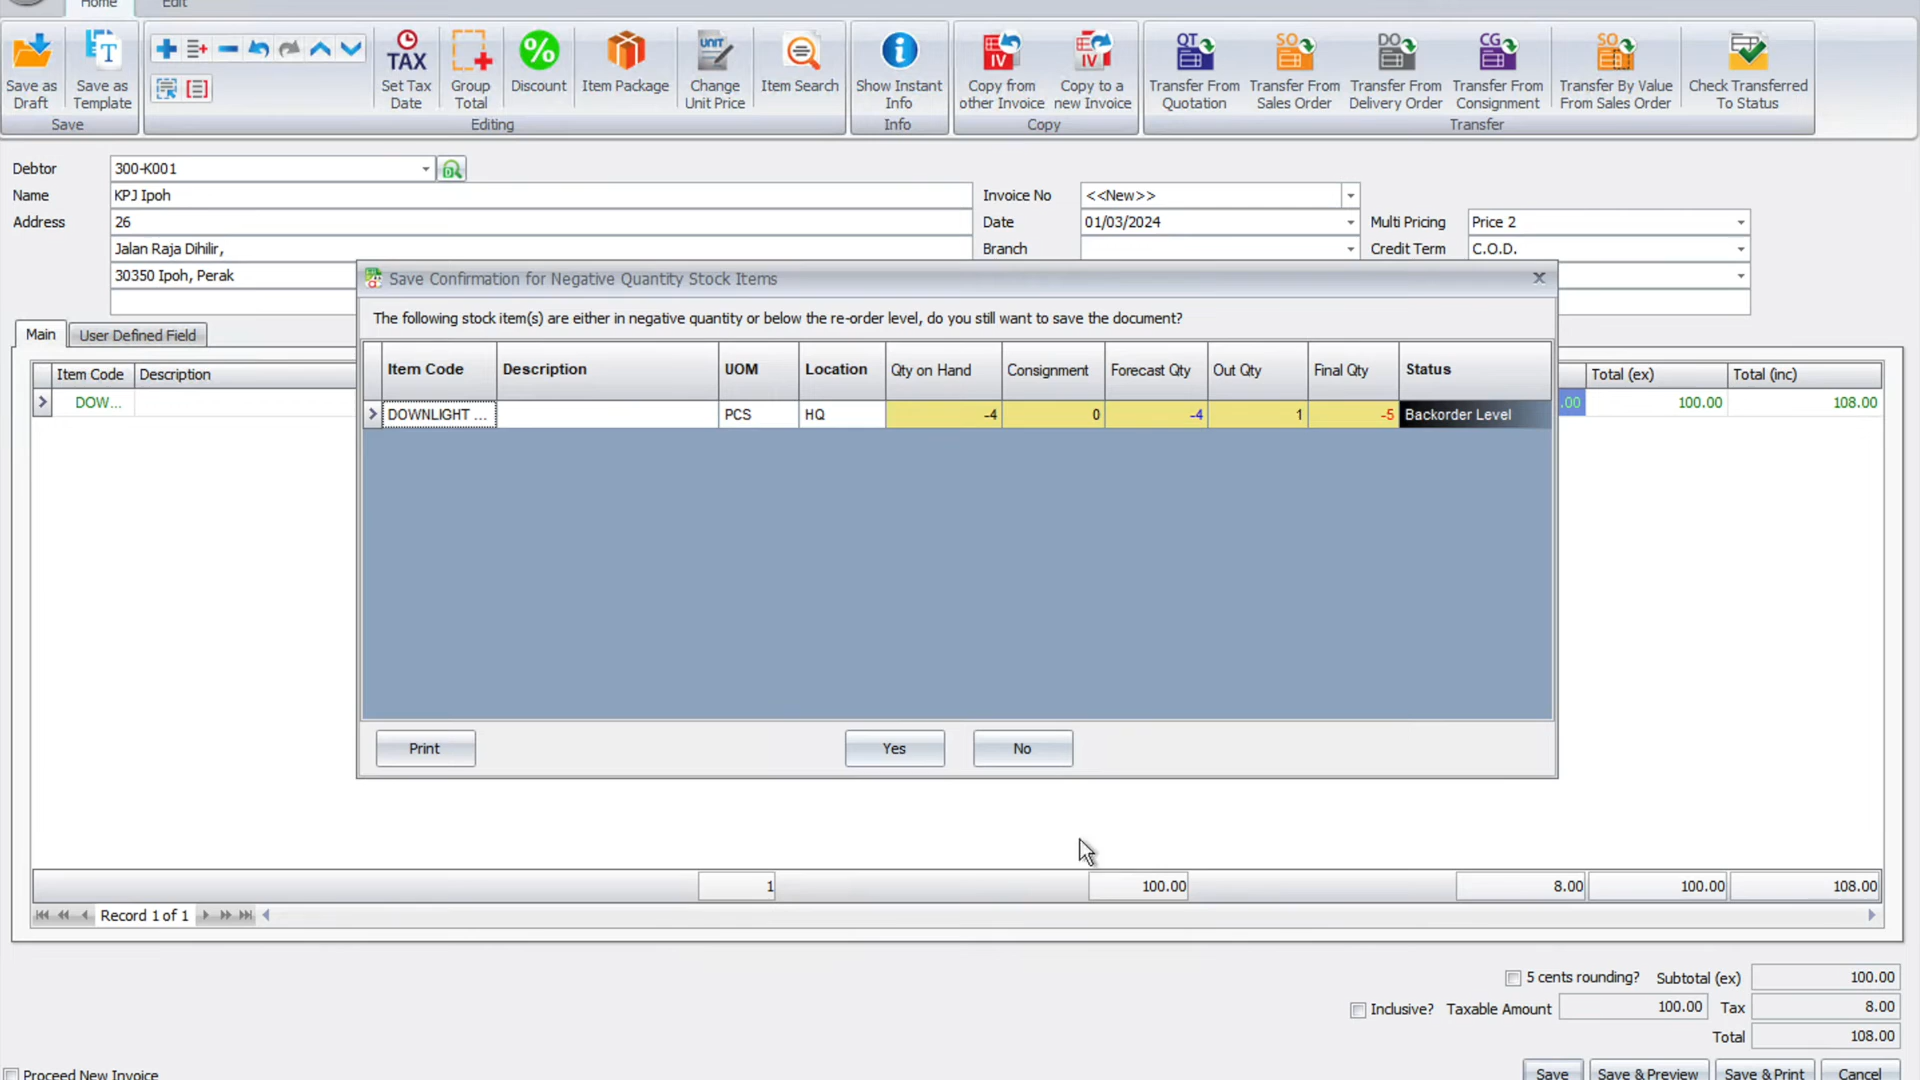 Home Edit
Save as Draft
Save as Template
Save
Set Tax Date
Group Total
Discount
Item Package
Change Unit Price
Item Search
Editing
Show Instant Info
Info
Copy from other Invoice
Copy to a new Invoice
Copy
Transfer From Quotation
Transfer From Sales Order
Transfer From Delivery Order
Transfer From Consignment
Transfer By Value From Sales Order
Check Transferred To Status
Transfer
TAX
UNIT
IV
IV
QT
SO
DO
CG
SO
Debtor 300-K001
Name KPJ Ipoh Invoice No <<New>>
Address 26 Date 01/03/2024 Multi Pricing Price 2
Jalan Raja Dihilir, Branch Credit Term C.O.D.
30350 Ipoh, Perak
Save Confirmation for Negative Quantity Stock Items
The following stock item(s) are either in negative quantity or below the re-order level, do you still want to save the document?
Main User Defined Field
Item Code Description UOM Location Qty on Hand Consignment Forecast Qty Out Qty Final Qty Status
DOWNLIGHT ... PCS HQ -4 0 -4 1 -5 Backorder Level
Print Yes No
Item Code Description Total (ex) Total (inc)
DOW... .00 100.00 108.00
1 100.00 8.00 100.00 108.00
Record 1 of 1
5 cents rounding? Subtotal (ex) 100.00
Inclusive? Taxable Amount 100.00 Tax 8.00
Total 108.00
Proceed New Invoice Save Save & Preview Save & Print Cancel